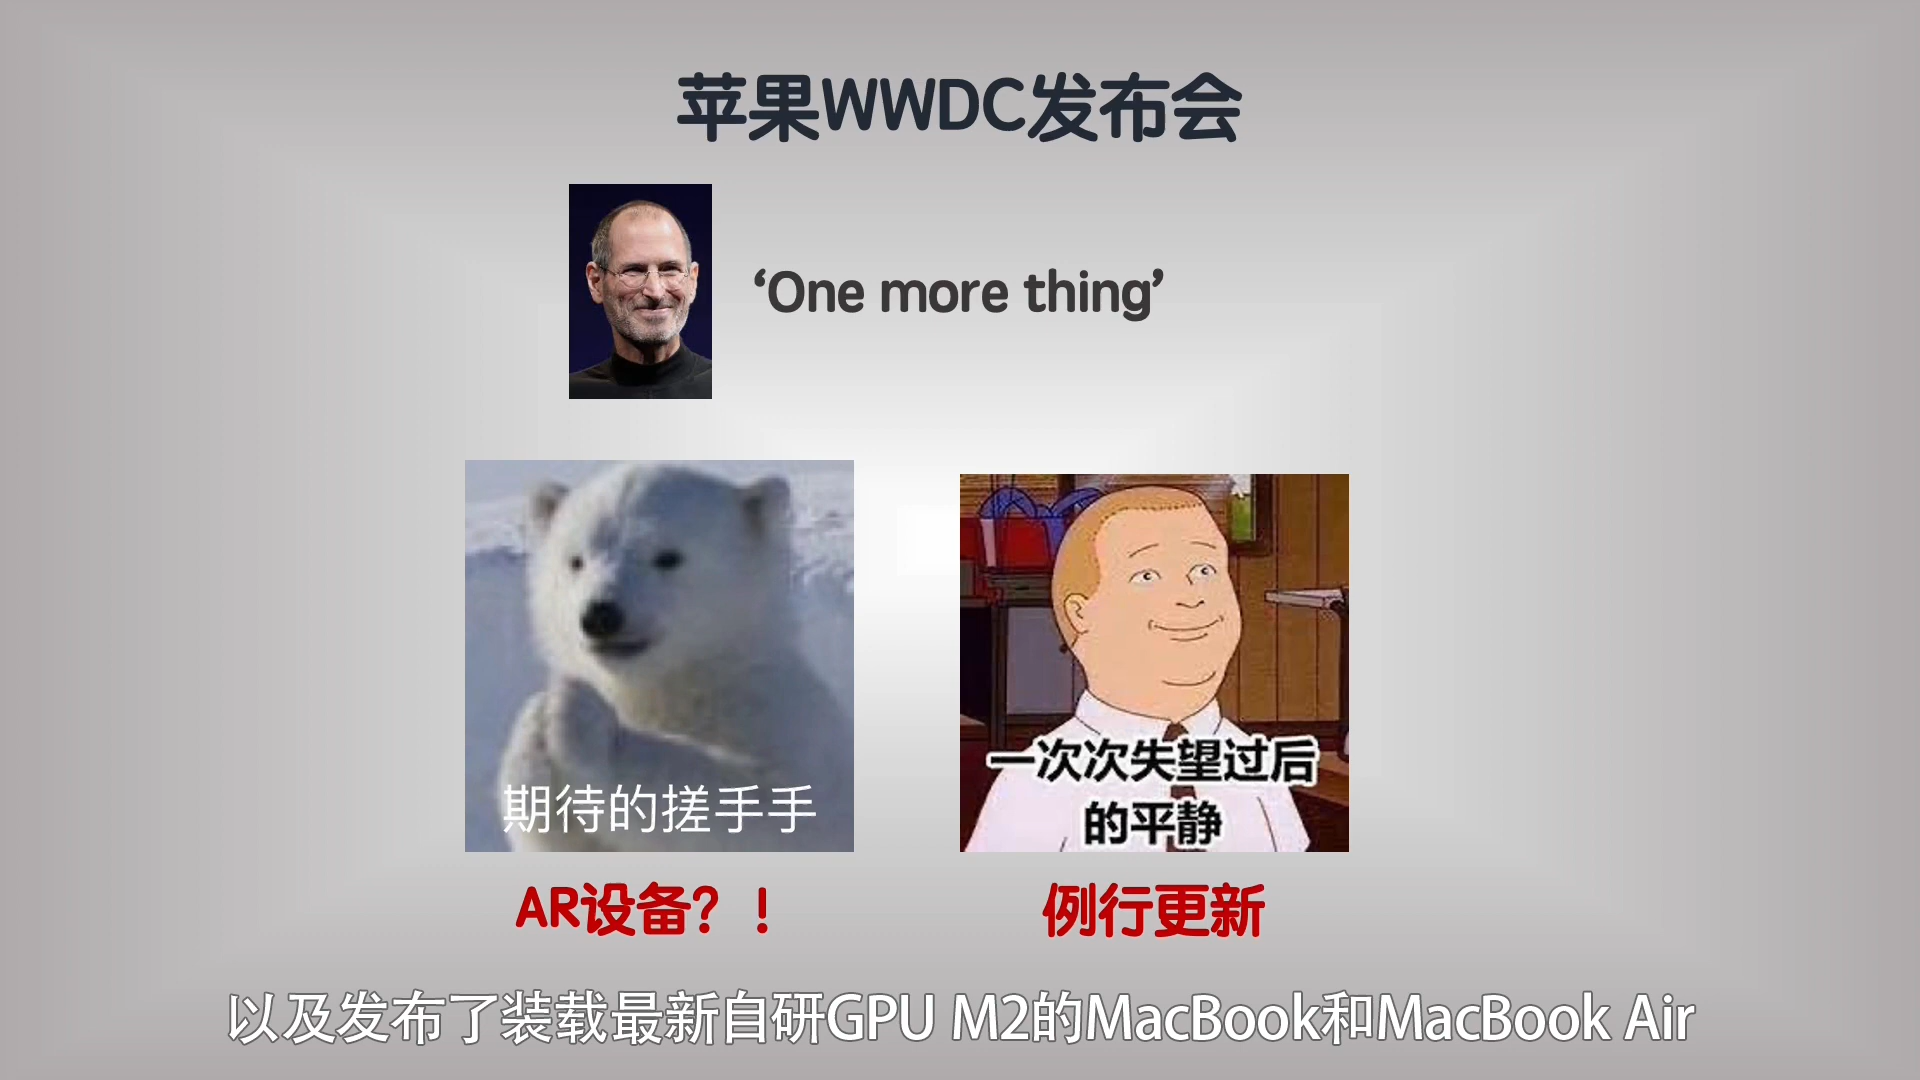 苹果WWDC发布会
‘One more thing’
期待的搓手手
一次次失望过后
的平静
AR设备？！
例行更新
以及发布了装载最新自研GPU M2的MacBook和MacBook Air